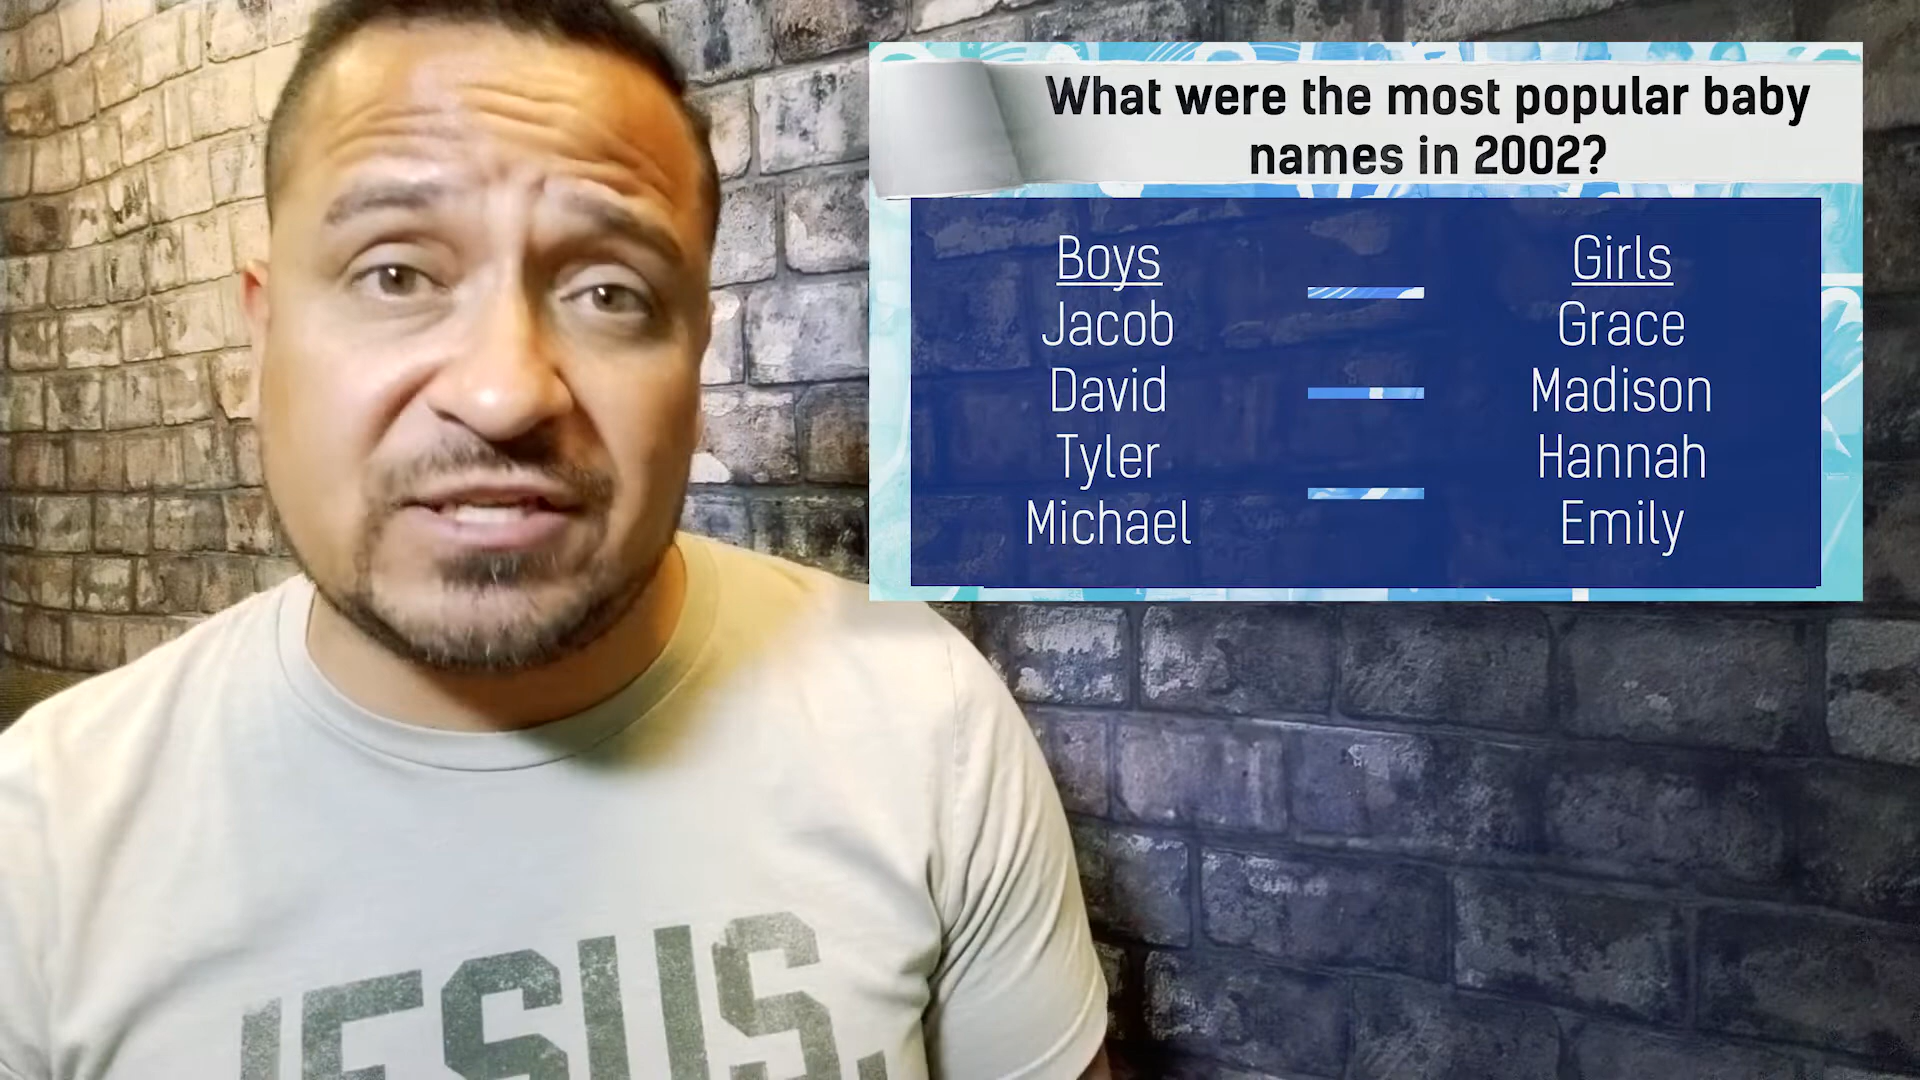 What were the most popular baby
names in 2002?
Boys Girls
Jacob Grace
David Madison
Tyler Hannah
Michael Emily
JESUS.